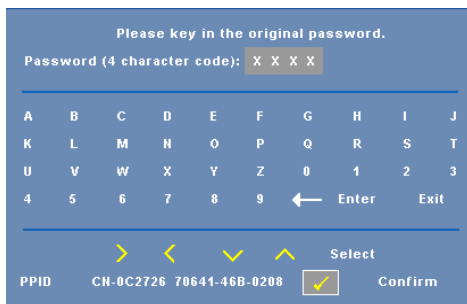 Please key in the original password.
Password (4 character code): X X X X
A B C D E F G H I J
K L M N O P Q R S T
U V W X Y Z 0 1 2 3
4 5 6 7 8 9 ← Enter Exit
Select
PPID CN-0C2726 70641-46B-0208 ✓ Confirm